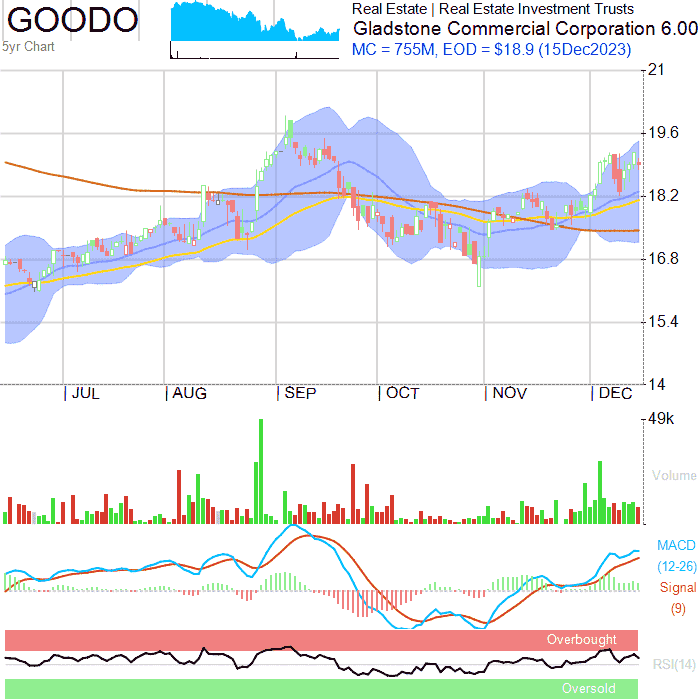 GOODO
5yr Chart
Real Estate | Real Estate Investment Trusts
Gladstone Commercial Corporation 6.00
MC = 755M, EOD = $18.9 (15Dec2023)
21
19.6
18.2
16.8
15.4
14
JUL AUG SEP OCT NOV DEC
49k
Volume
MACD
(12-26)
Signal
(9)
Overbought
RSI(14)
Oversold